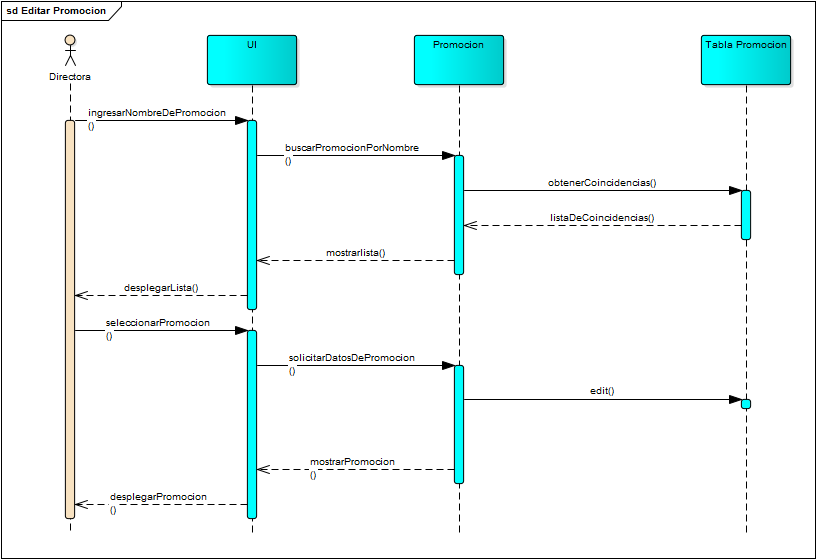 sd Editar Promocion
UI
Promocion
Tabla Promocion
Directora
ingresarNombreDePromocion
()
buscarPromocionPorNombre
()
obtenerCoincidencias()
listaDeCoincidencias()
mostrarlista()
desplegarLista()
seleccionarPromocion
()
solicitarDatosDePromocion
()
edit()
mostrarPromocion
()
desplegarPromocion
()